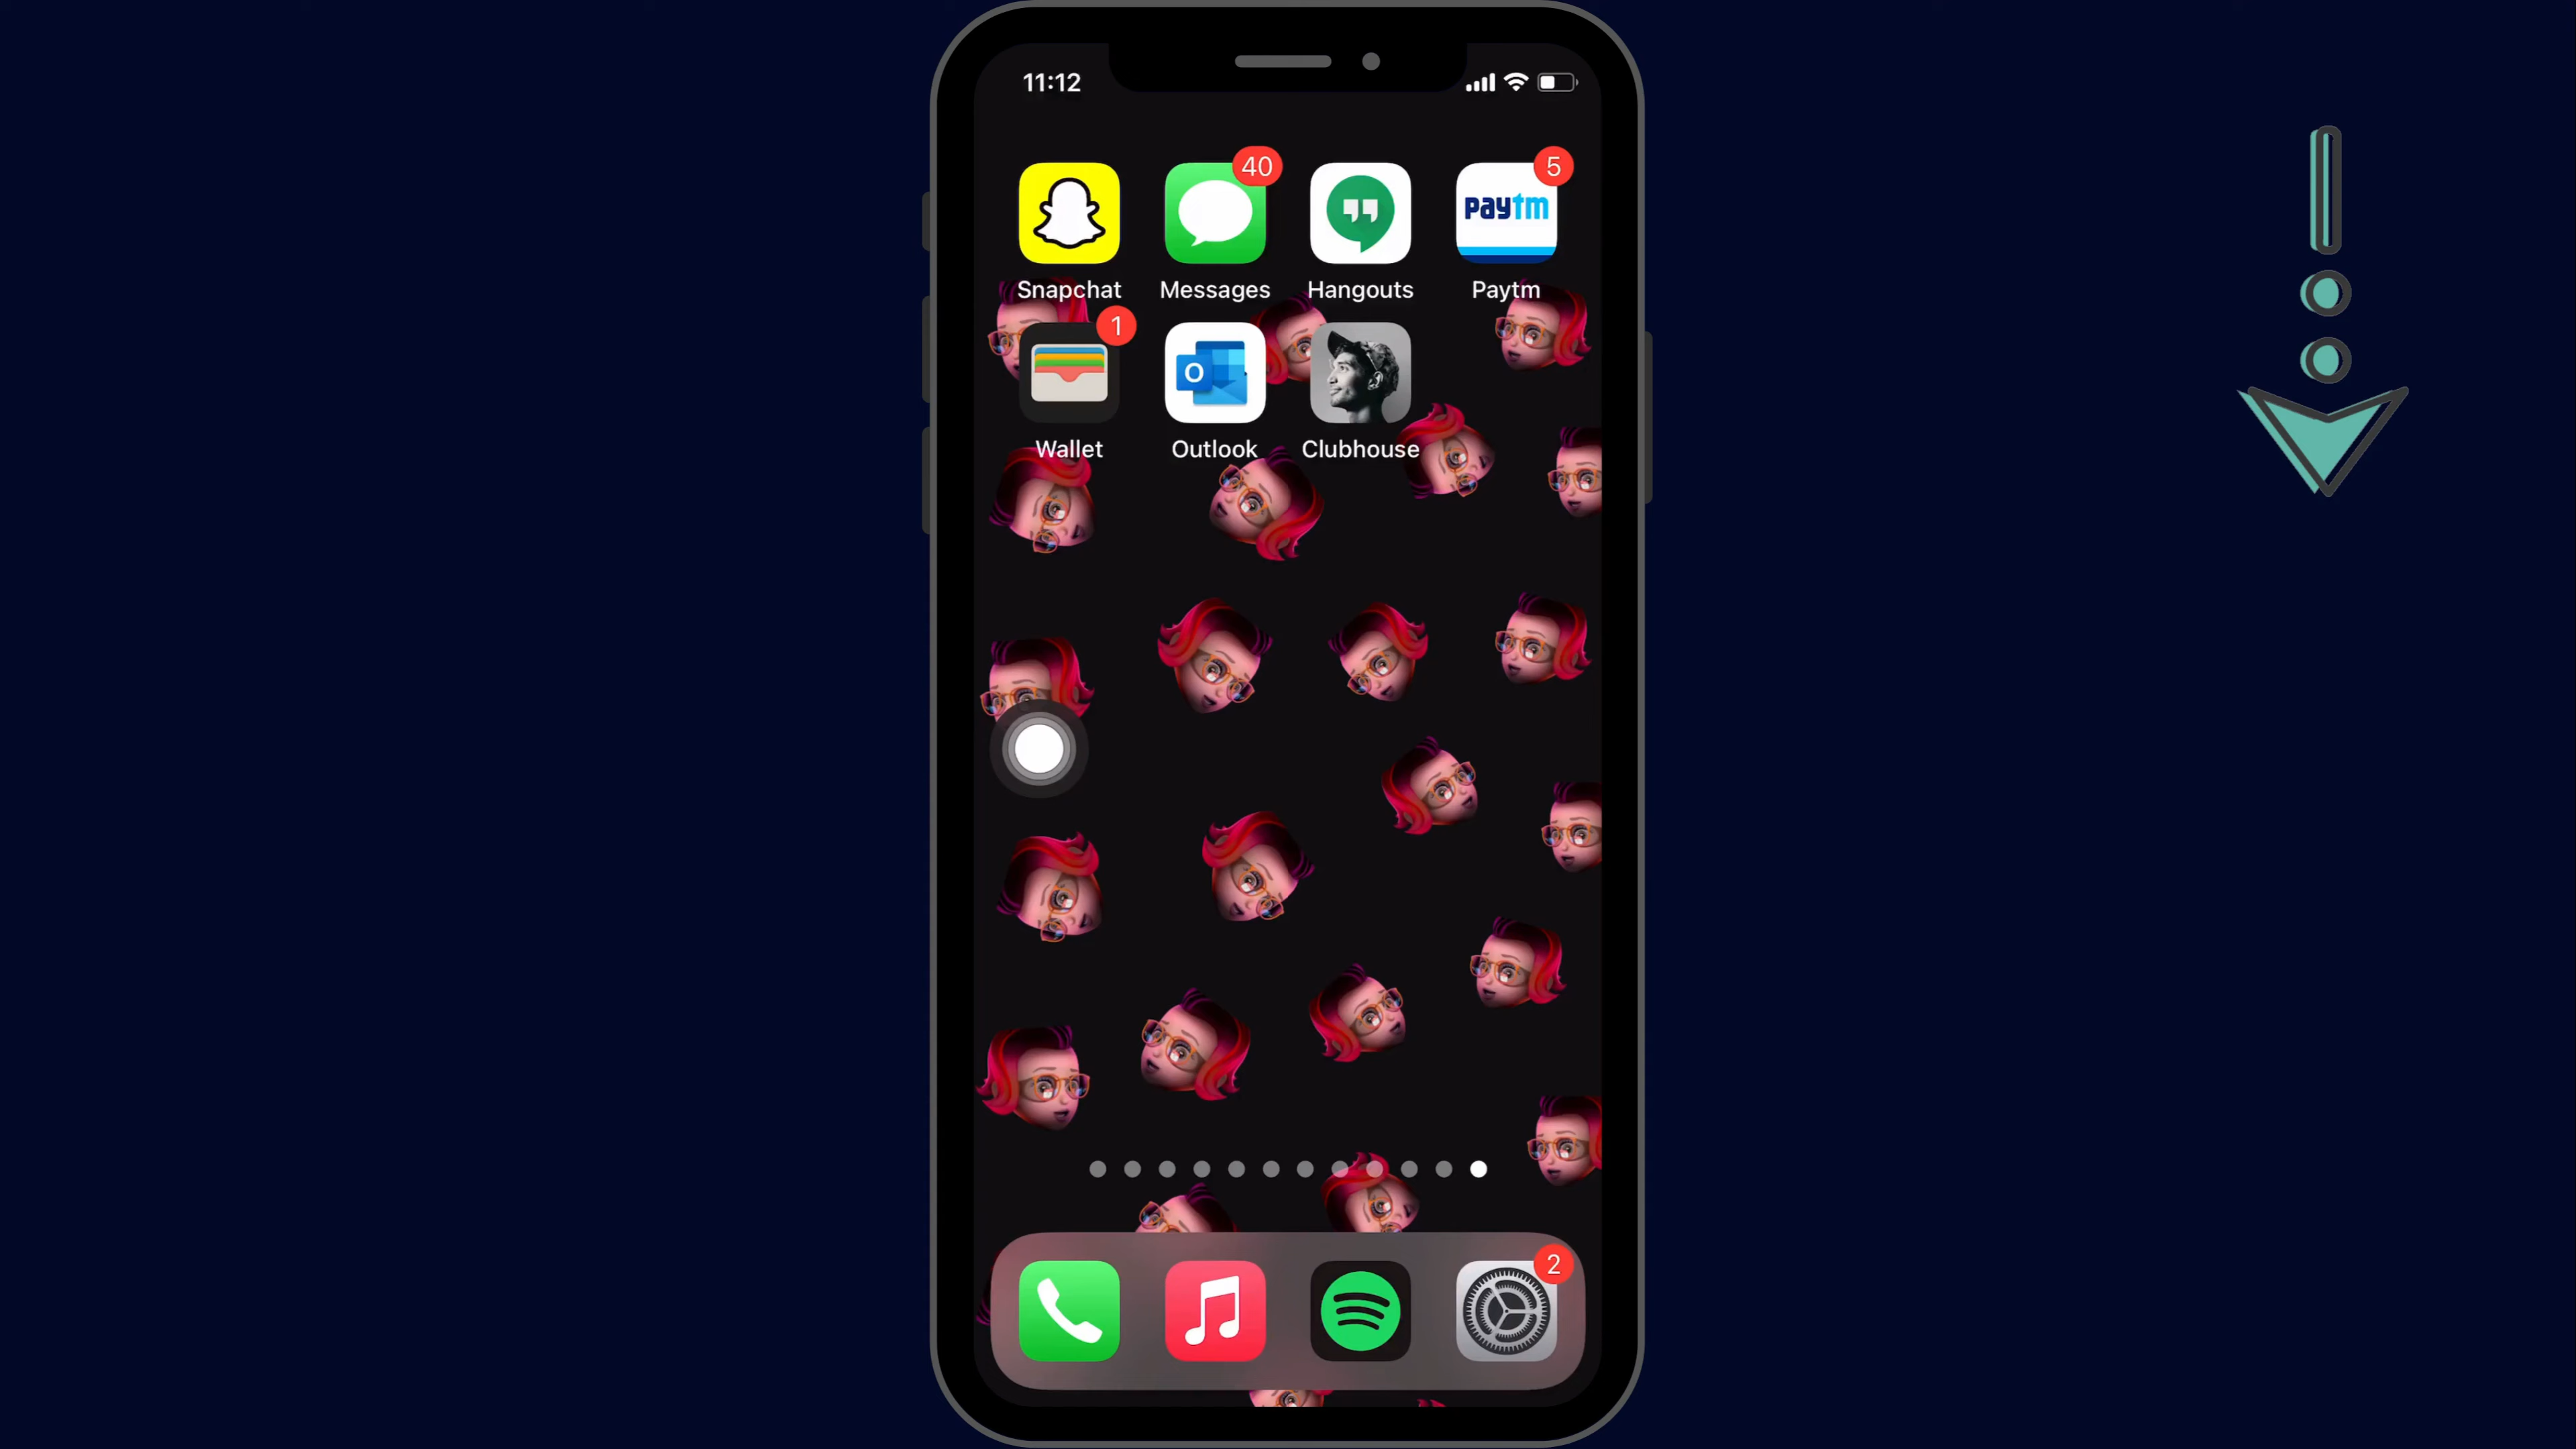 11:12
40
5
paytm
Snapchat
Messages
Hangouts
Paytm
1
O
Wallet
Outlook
Clubhouse
2